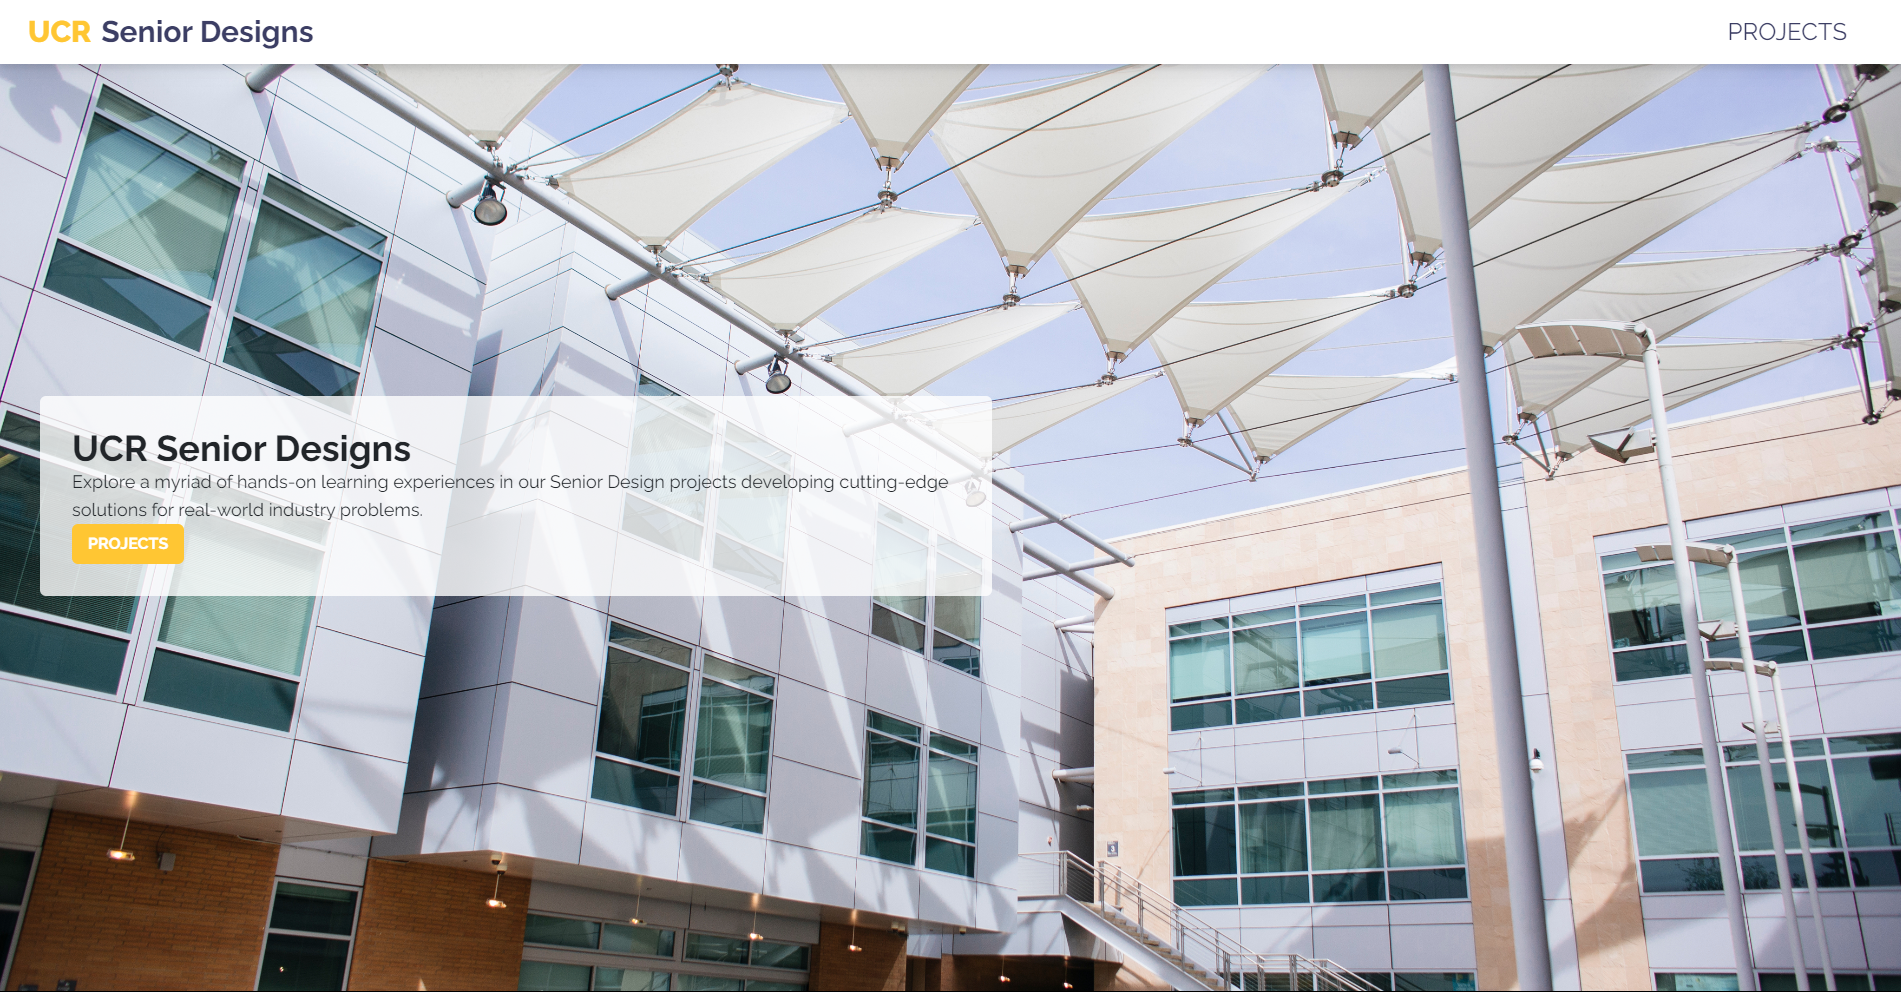 UCR Senior Designs
PROJECTS
UCR Senior Designs
Explore a myriad of hands-on learning experiences in our Senior Design projects developing cutting-edge
solutions for real-world industry problems.
PROJECTS